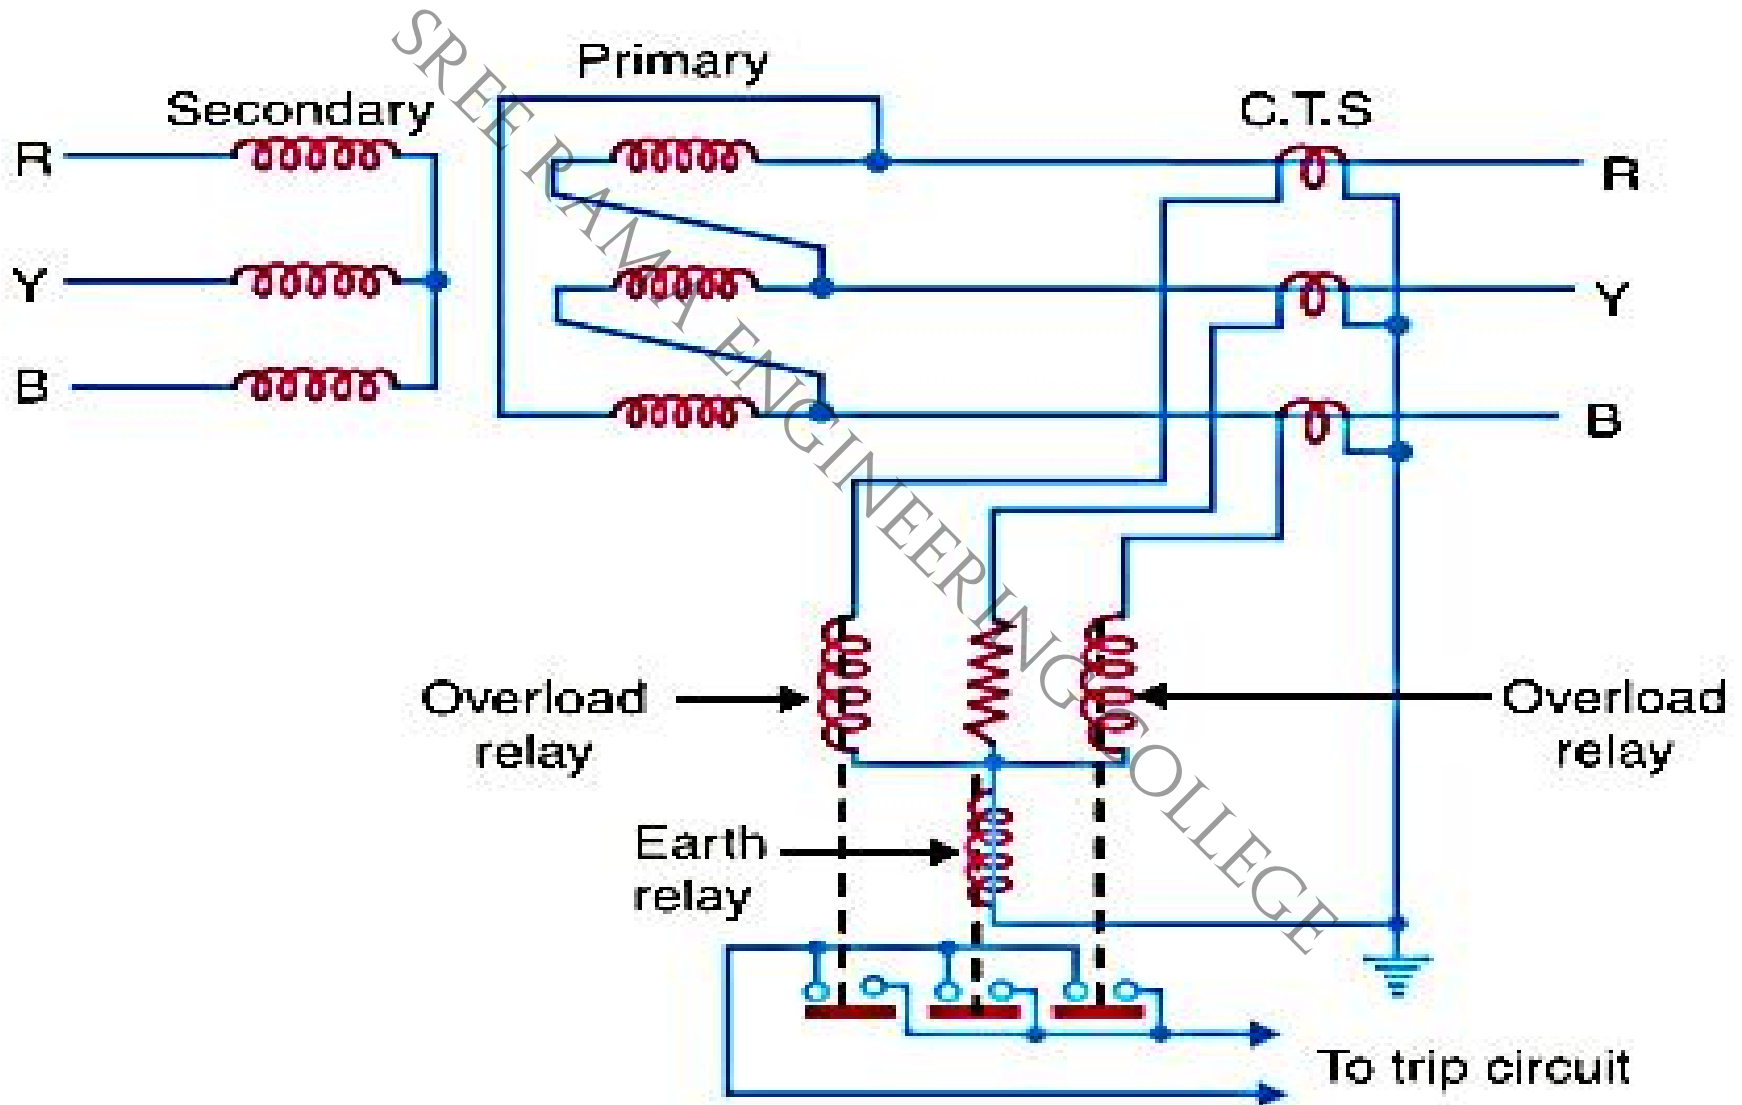 Primary
Secondary
C.T.S
R
R
Y
Y
B
B
Overload
relay
Overload
relay
Earth
relay
To trip circuit
SREE RAMA ENGINEERING COLLEGE